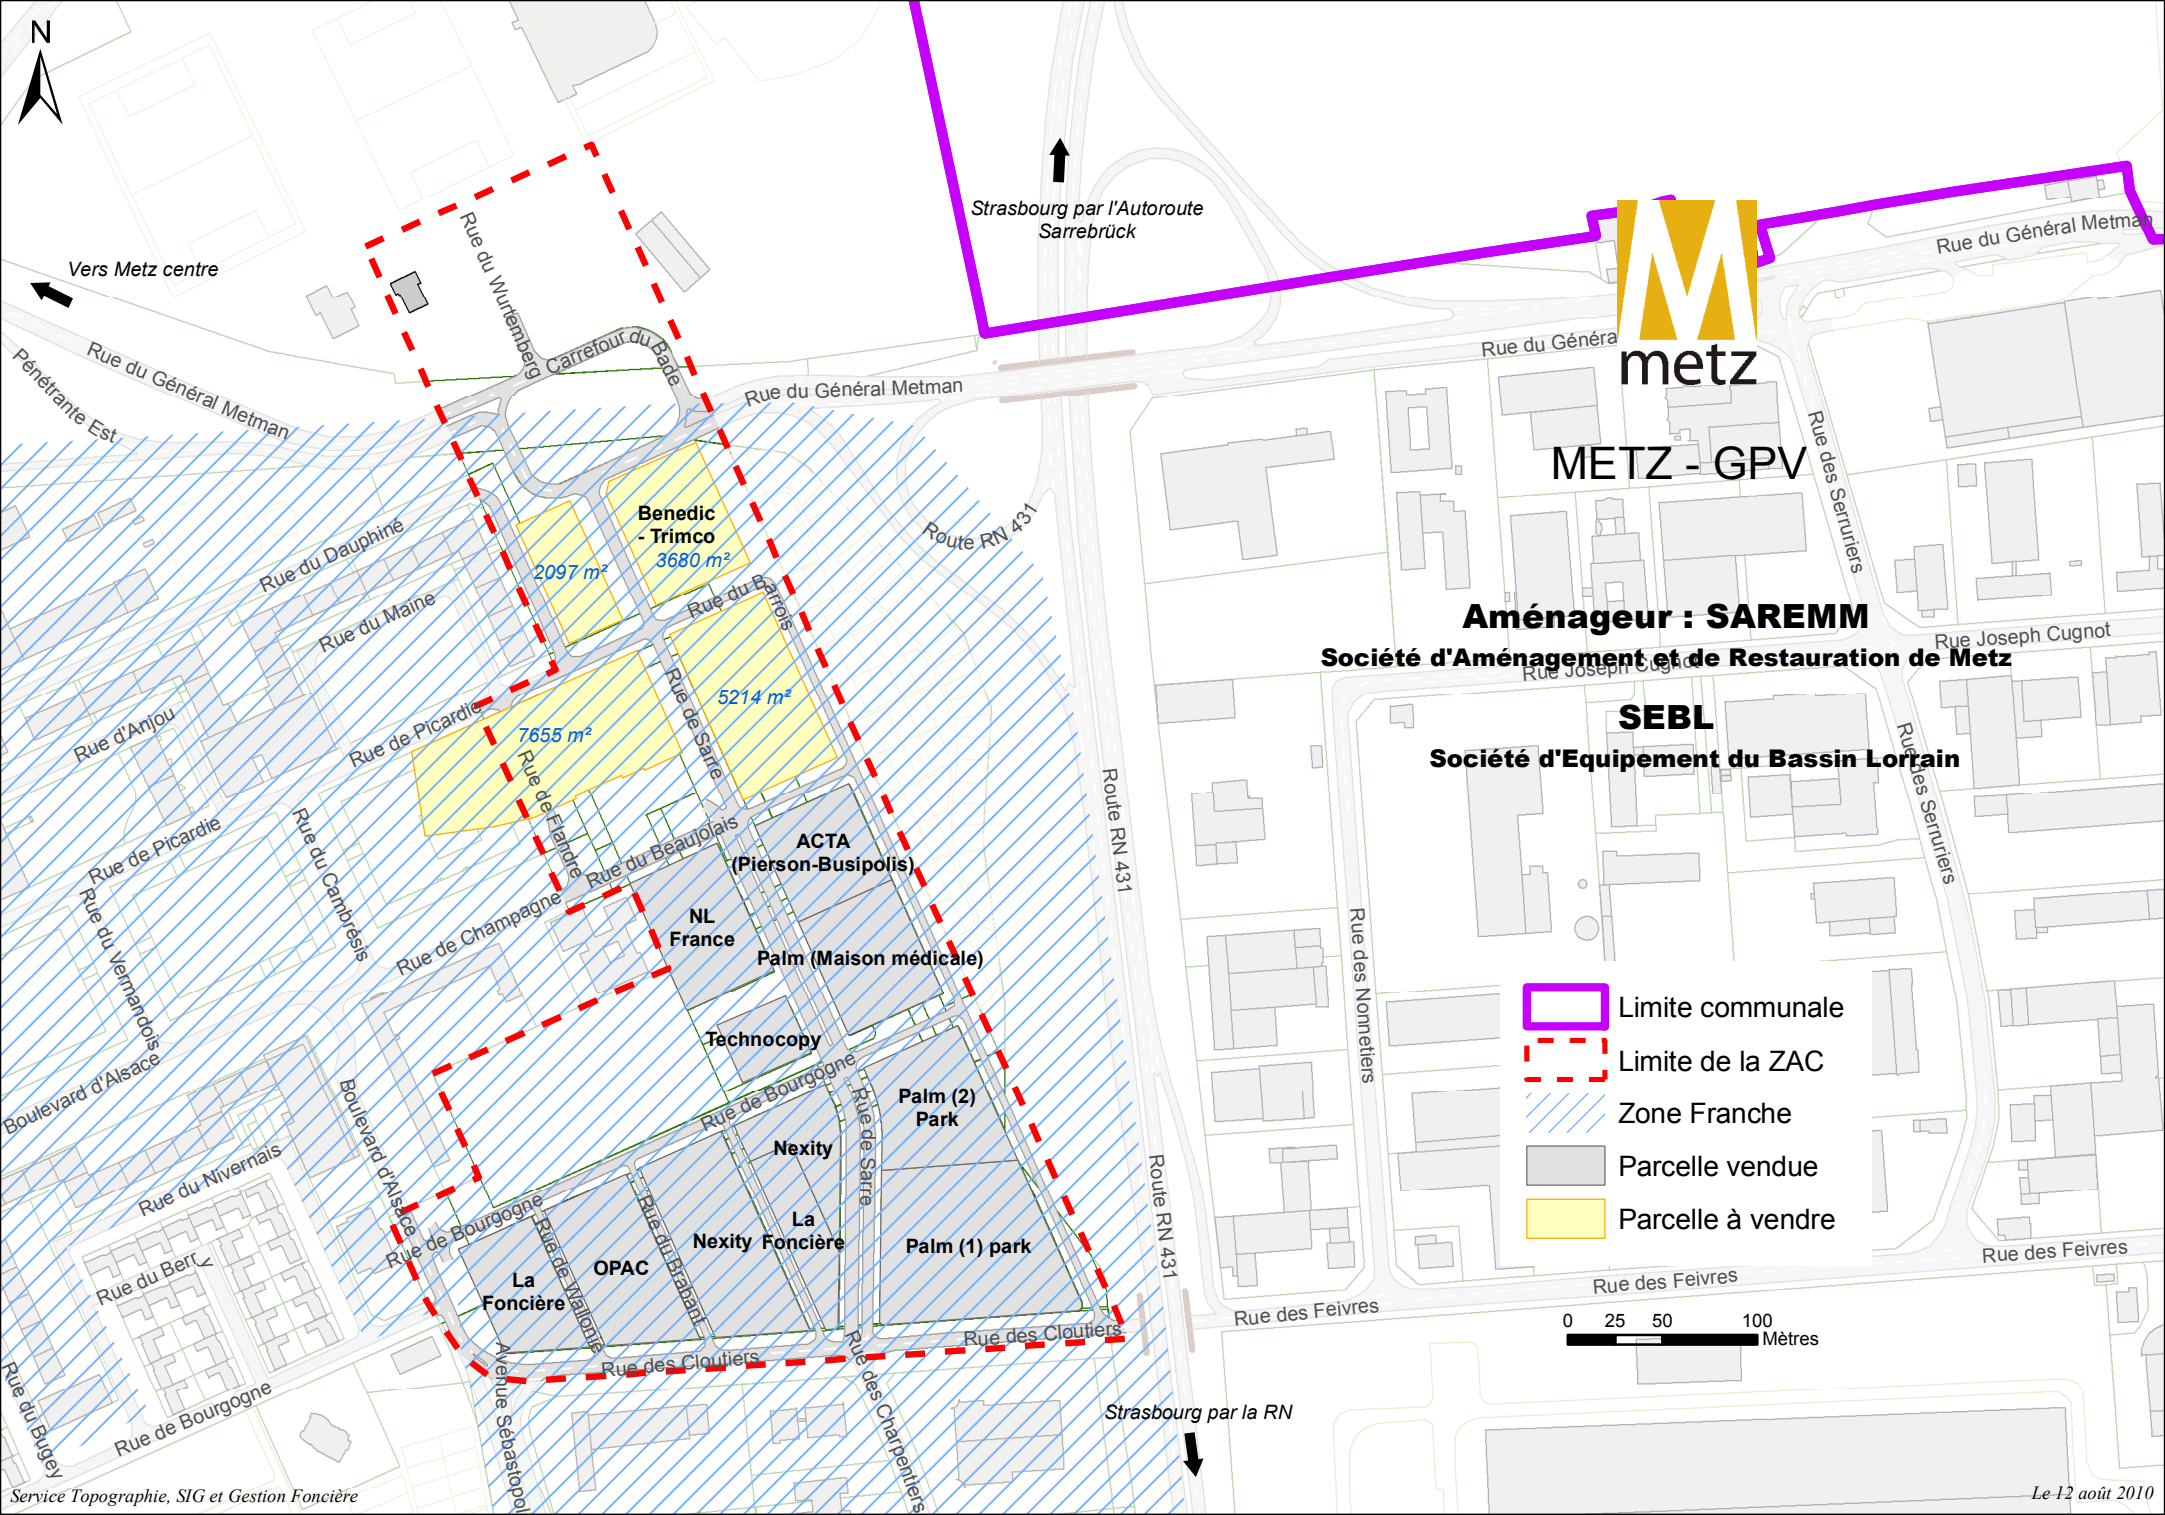 N
Vers Metz centre
Strasbourg par l'Autoroute
Sarrebrück
Rue du Général Metman
Rue du Wurtemberg
Carrefour du Bade
Rue du Général Metman
Pénétrante Est
Rue du Général Metman
Rue du Généra
metz
METZ - GPV
Rue des Serruriers
Route RN 431
Benedic
- Trimco
3680 m²
2097 m²
Rue du Dauphiné
Rue du Maine
Rue du Barrois
Aménageur : SAREMM
Société d'Aménagement et de Restauration de Metz
Rue Joseph Cugnot
Rue Joseph Cugnot
SEBL
Société d'Equipement du Bassin Lorrain
Rue des Serruriers
5214 m²
7655 m²
Rue de Sarre
Rue d'Anjou
Rue de Picardie
Rue de Flandre
Rue de Picardie
Rue du Cambrésis
Rue du Vermandois
Rue du Beaujolais
Rue de Champagne
Route RN 431
ACTA
(Pierson-Busipolis)
NL
France
Palm (Maison médicale)
Technocopy
Rue des Nonnetiers
Limite communale
Limite de la ZAC
Zone Franche
Parcelle vendue
Parcelle à vendre
Boulevard d'Alsace
Boulevard d'Alsace
Rue de Bourgogne
Rue de Sarre
Palm (2)
Park
Nexity
Rue du Nivernais
Rue de Bourgogne
Rue de Wallonie
Rue du Brabant
Nexity
La
Foncière
Palm (1) park
OPAC
La
Foncière
Route RN 431
Rue du Berry
Rue des Feivres
Rue des Feivres
Rue des Feivres
0 25 50 100
Mètres
Rue des Cloutiers
Rue des Cloutiers
Avenue Sébastopol
Rue des Charpentiers
Rue de Bourgogne
Rue du Bugey
Strasbourg par la RN
Service Topographie, SIG et Gestion Foncière
Le 12 août 2010